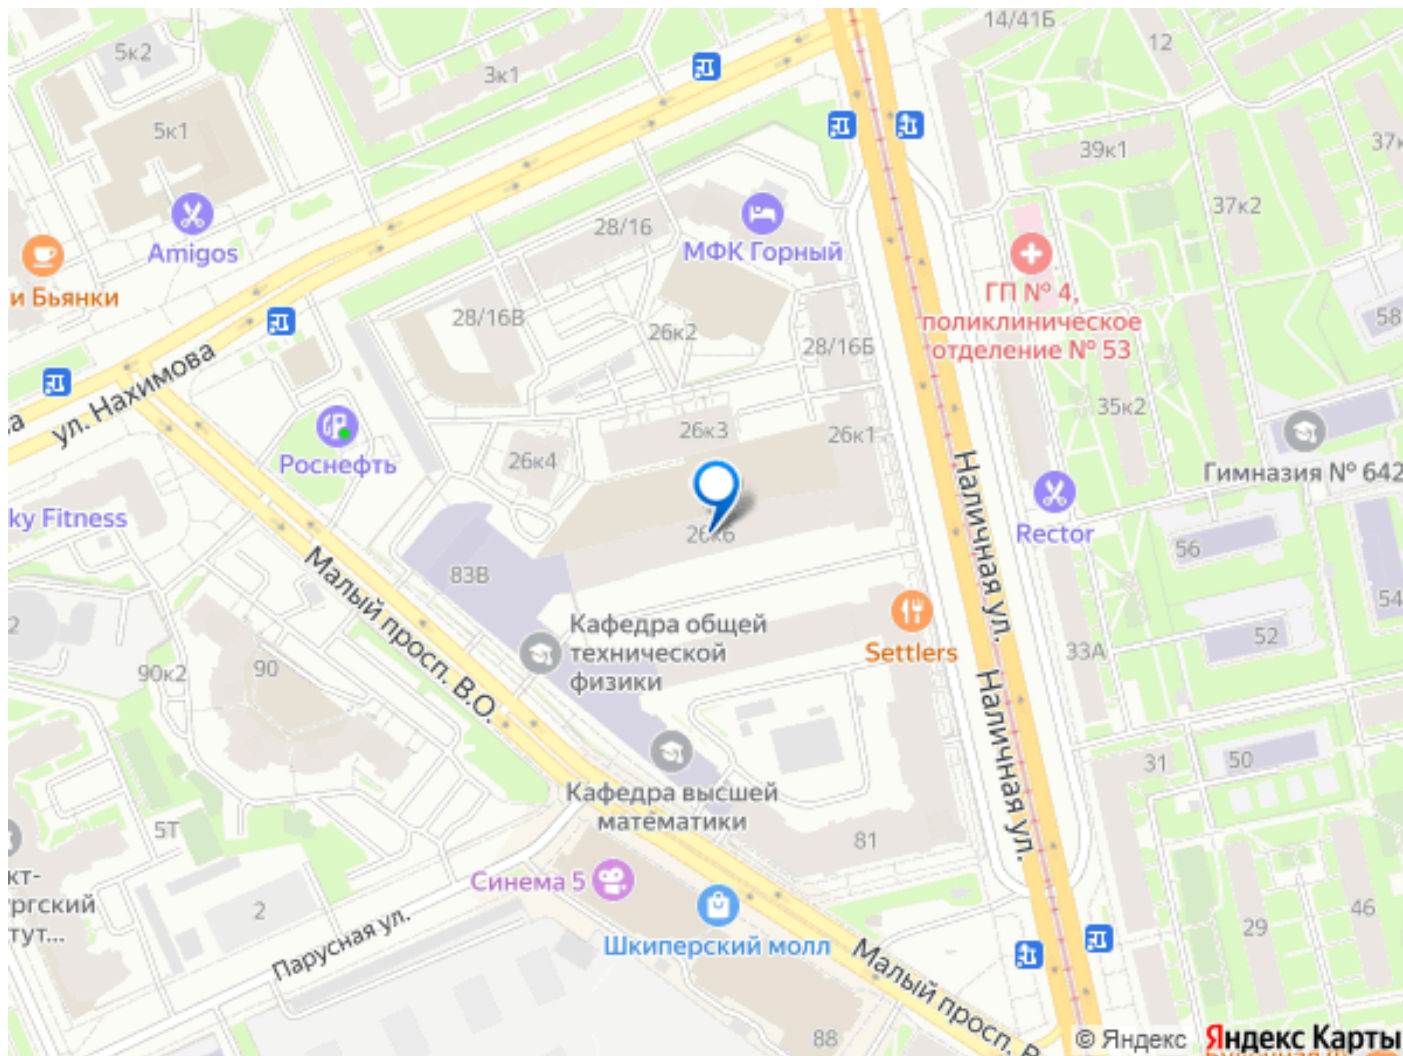 14/41Б
12
5к2
3к1
5к1
39к1
37к2
Amigos
28/16
МФК Горный
и Бьянки
ГП № 4,
поликлиническое
отделение № 53
28/16В
26к2
28/16Б
58
ул. Нахимова
35к2
26к3
26к1
26к4
Роснефть
Гимназия № 642
Наличная ул.
ky Fitness
Rector
26к6
56
83В
Малый просп. В.О.
54
Кафедра общей
технической
физики
Settlers
52
33А
90к2
90
Наличная ул.
31
50
Кафедра высшей
математики
5Т
81
Синема 5
кт-
ргский
тут...
2
Парусная ул.
46
29
Шкиперский молл
Малый просп.
88
© Яндекс
Яндекс Карты